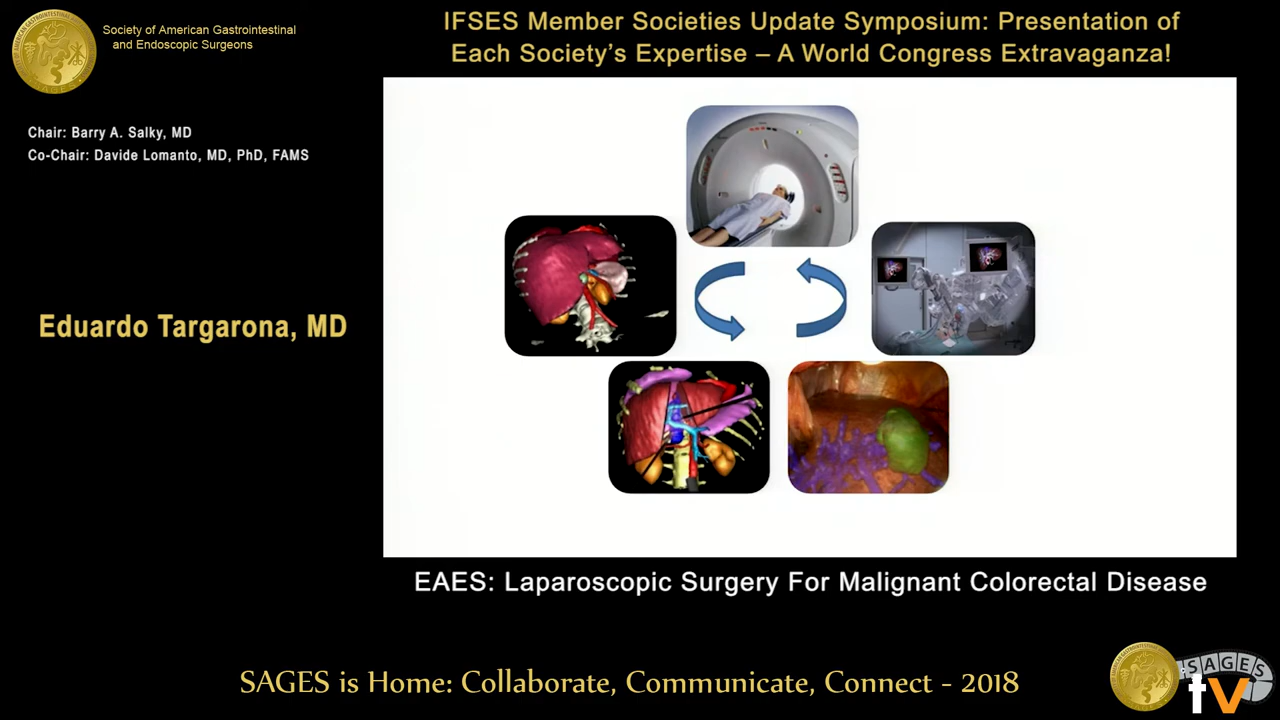 Society of American Gastrointestinal
and Endoscopic Surgeons
IFSES Member Societies Update Symposium: Presentation of
Each Society's Expertise – A World Congress Extravaganza!
Chair: Barry A. Salky, MD
Co-Chair: Davide Lomanto, MD, PhD, FAMS
Eduardo Targarona, MD
EAES: Laparoscopic Surgery For Malignant Colorectal Disease
SAGES is Home: Collaborate, Communicate, Connect - 2018
SAGES
tv